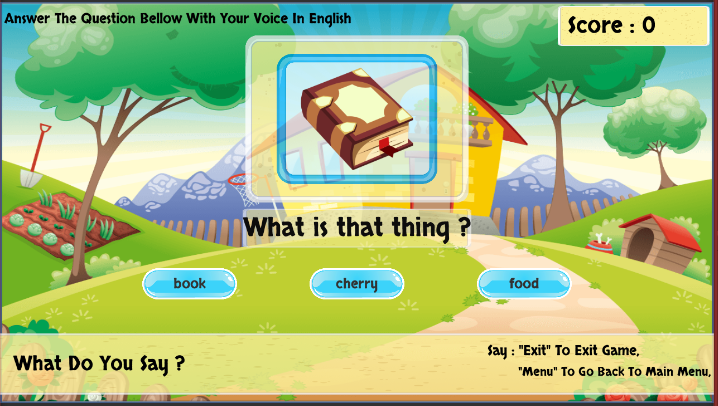 Answer The Question Bellow With Your Voice In English
Score : 0
What is that thing ?
book
cherry
food
What Do You Say ?
Say : "Exit" To Exit Game,
"Menu" To Go Back To Main Menu,